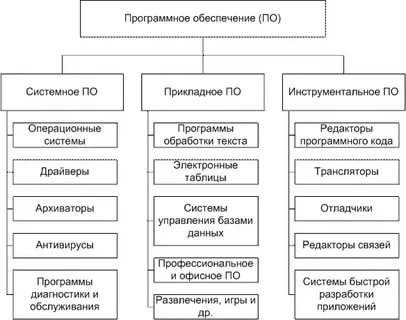 Программное обеспечение (ПО)
Системное ПО
Прикладное ПО
Инструментальное ПО
Операционные
системы
Драйверы
Архиваторы
Антивирусы
Программы
диагностики и
обслуживания
Программы
обработки текста
Электронные
таблицы
Системы
управления базами
данных
Профессиональное
и офисное ПО
Развлечения, игры и
др.
Редакторы
программного кода
Трансляторы
Отладчики
Редакторы связей
Системы быстрой
разработки
приложений